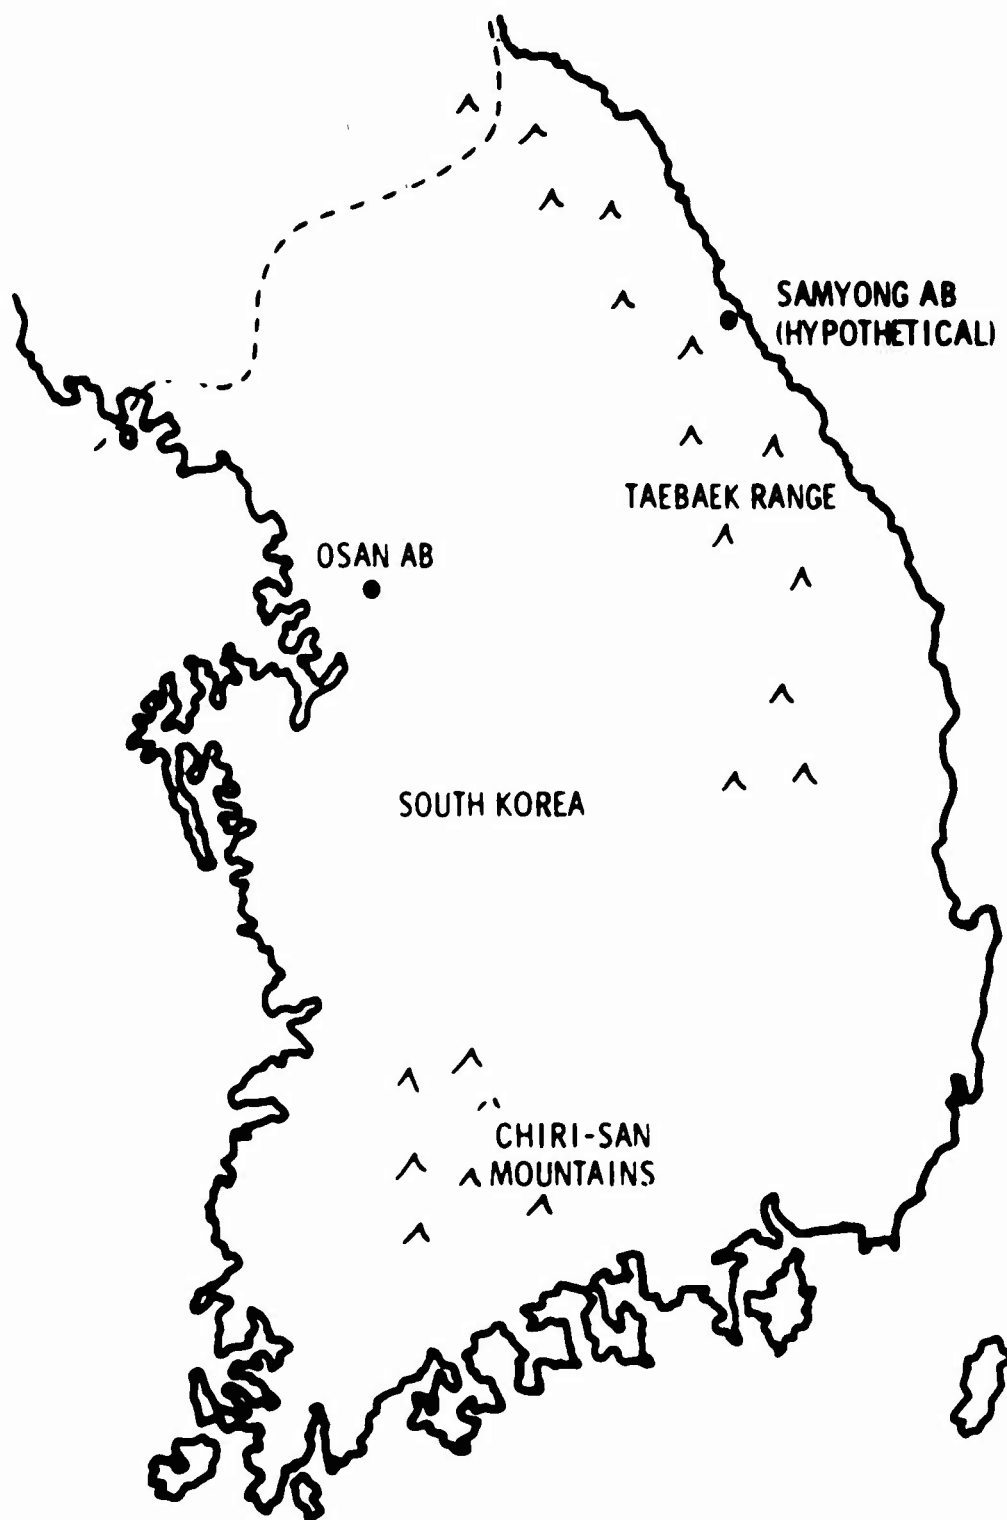 SAMYONG AB
(HYPOTHETICAL)
TAEBAEK RANGE
OSAN AB
SOUTH KOREA
CHIRI-SAN
MOUNTAINS